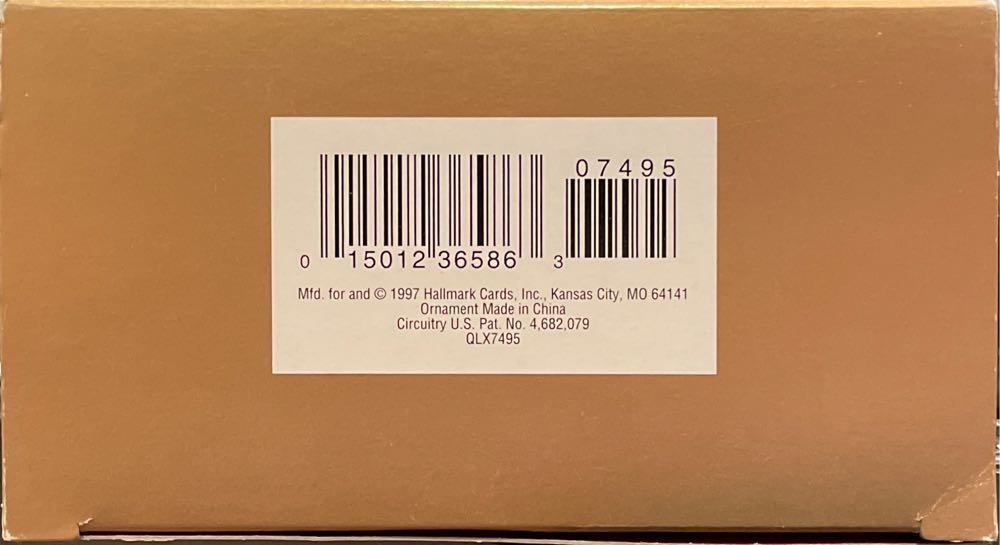 07495
0 15012 36586 3
Mfd. for and © 1997 Hallmark Cards, Inc., Kansas City, MO 64141
Ornament Made in China
Circuitry U.S. Pat. No. 4,682,079
QLX7495